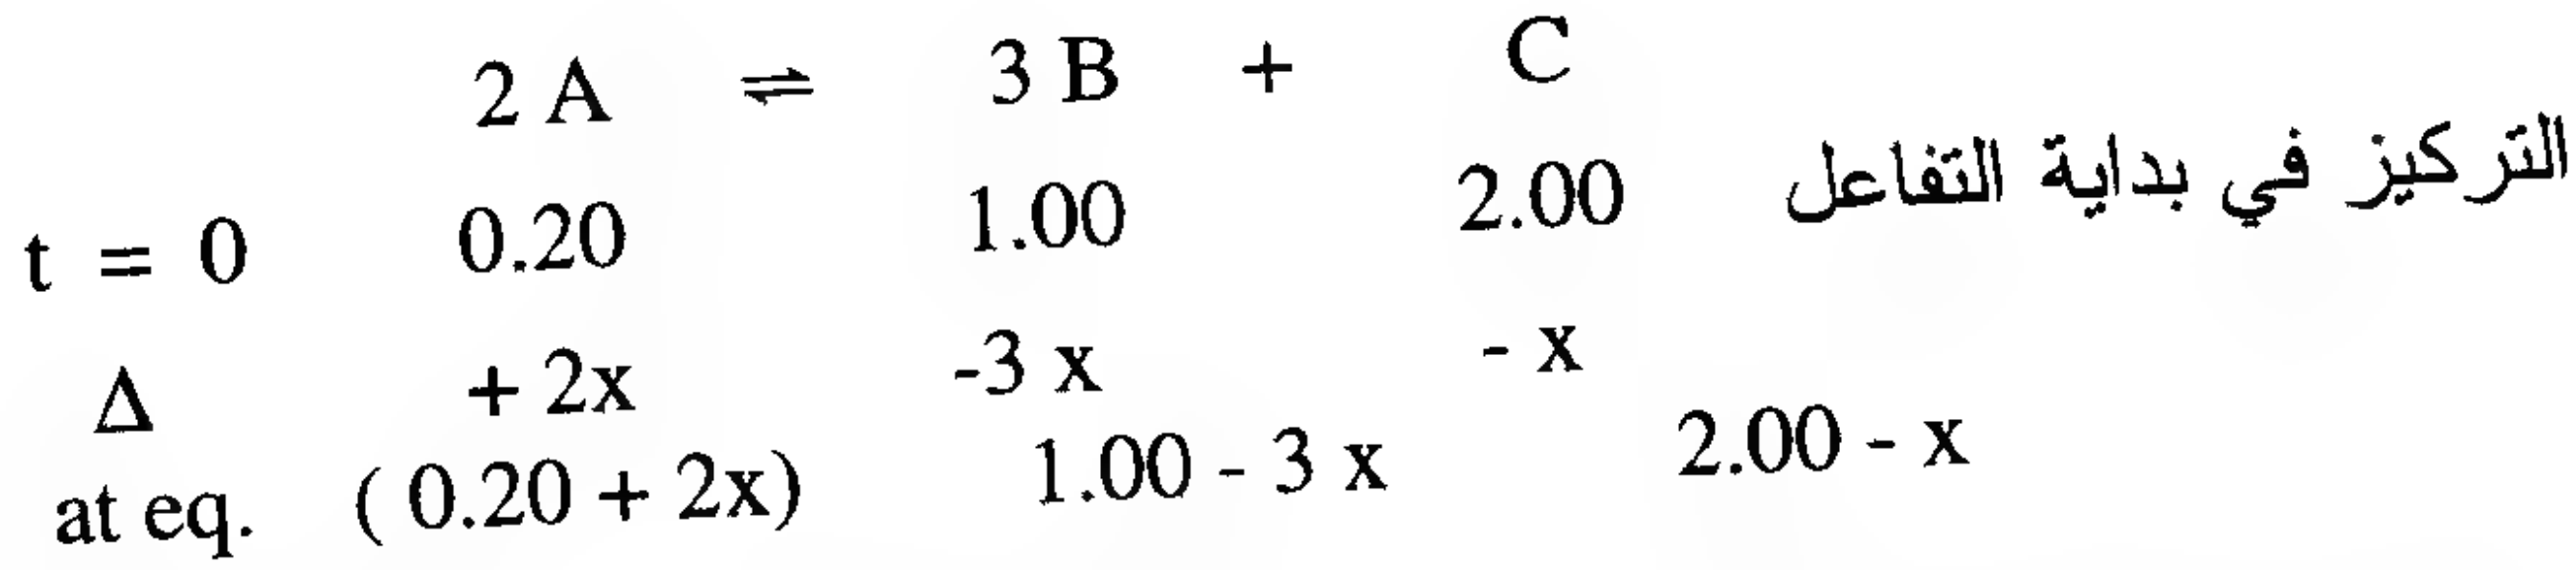 2 A ⇌ 3 B + C
t = 0 0.20 1.00 2.00 التركيز في بداية التفاعل
Δ + 2x -3 x - x
at eq. ( 0.20 + 2x) 1.00 - 3 x 2.00 - x